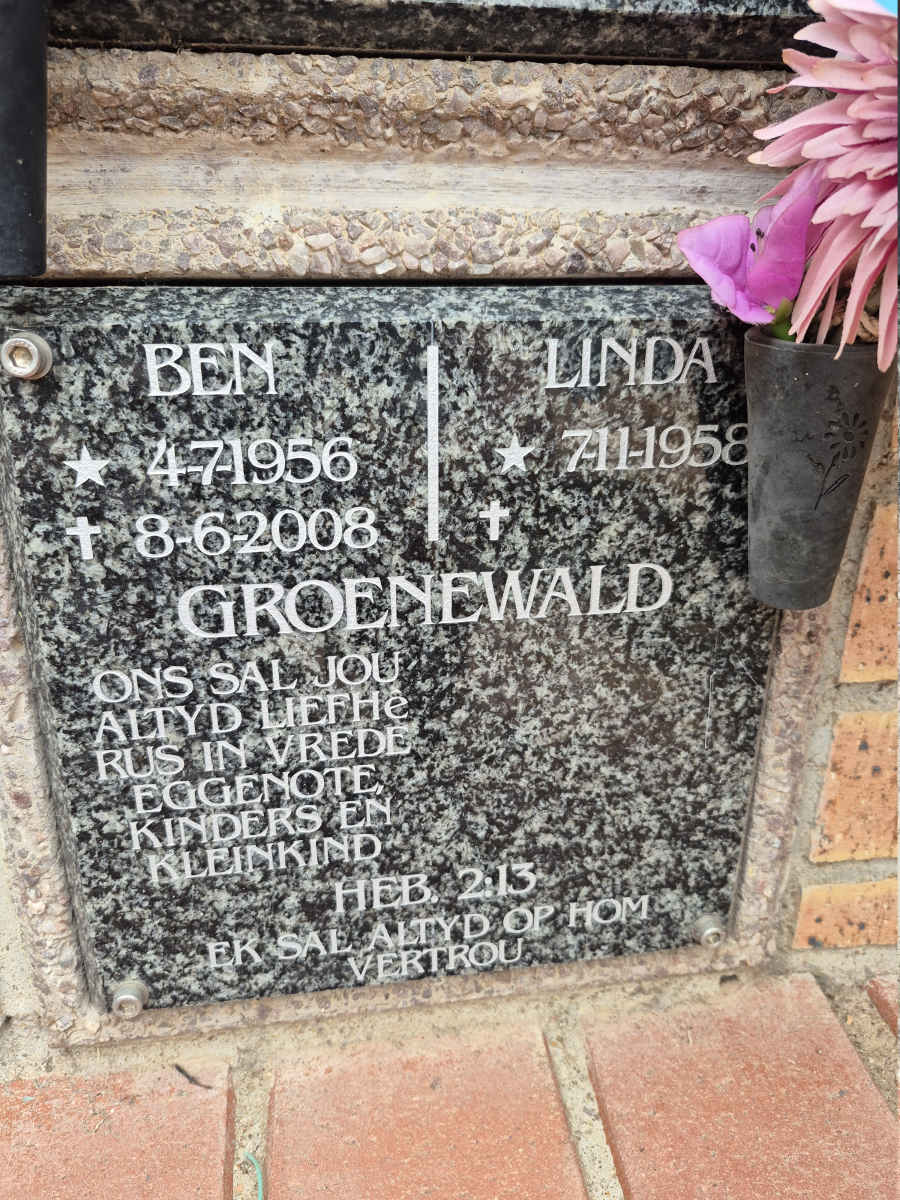 BEN
★ 4-7-1956
✝ 8-6-2008
LINDA
★ 7-11-1958
✝
GROENEWALD
ONS SAL JOU
ALTYD LIEFHê
RUS IN VREDE
EGGENOTE,
KINDERS EN
KLEINKIND
HEB. 2:13
EK SAL ALTYD OP HOM
VERTROU